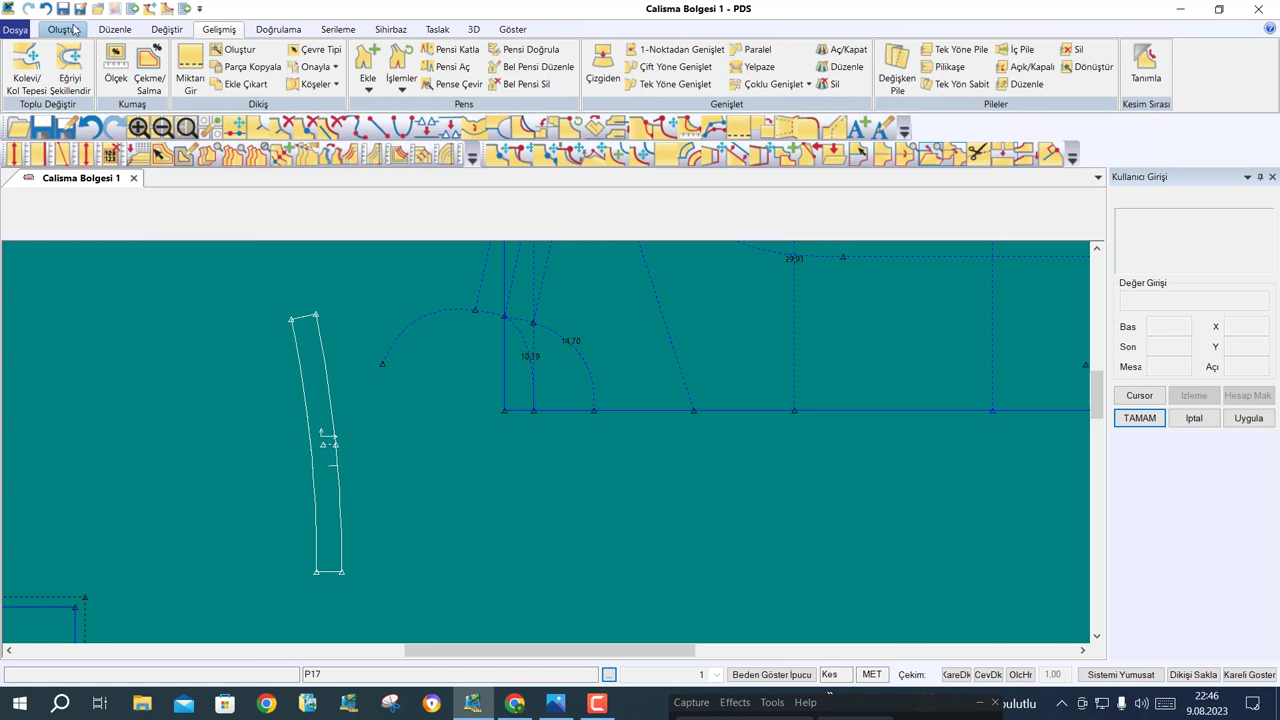 Calisma Bolgesi 1 - PDS
Dosya Oluştur Düzenle Değiştir Gelişmiş Doğrulama Serileme Sihirbaz Taslak 3D Göster
Oluştur Çevre Tipi Pensi Katla Pensi Doğrula 1-Noktadan Genişlet Paralel Aç/Kapat Tek Yöne Pile İç Pile Sil
Parça Kopyala Onayla Pensi Aç Bel Pensi Düzenle Çift Yöne Genişlet Yelpaze Düzenle Pilikaşe Açık/Kapalı Dönüştür
Kolevi/ Kol Tepesi Eğriyi Şekillendir Ölçek Çekme/ Salma Miktarı Gir Ekle Çıkart Köşeler Ekle İşlemler Pense Çevir Bel Pensi Sil Çizgiden Tek Yöne Genişlet Çoklu Genişlet Sil Değişken Pile Tek Yön Sabit Düzenle Tanımla
Toplu Değiştir Kumaş Dikiş Pens Genişlet Pileler Kesim Sırası
Calisma Bolgesi 1
Kullanıcı Girişi
29,91
Değer Girişi
Bas X
14,70
Son Y
10,19
Mesa Açı
Cursor Izleme Hesap Mak.
TAMAM Iptal Uygula
P17 ... 1 Beden Göster İpucu Kes MET Çekim: KareDk CevDk OlcHr 1,00 Sistemi Yumusat Dikişi Sakla Kareli Goster
Capture Effects Tools Help
bulutlu
22:46
9.08.2023